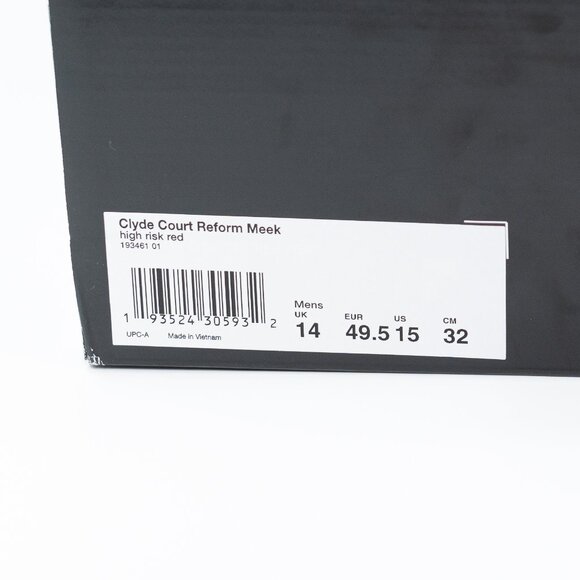 Clyde Court Reform Meek
high risk red
193461 01
1 93524 30593 2
UPC-A Made in Vietnam
Mens
UK EUR US CM
14 49.5 15 32